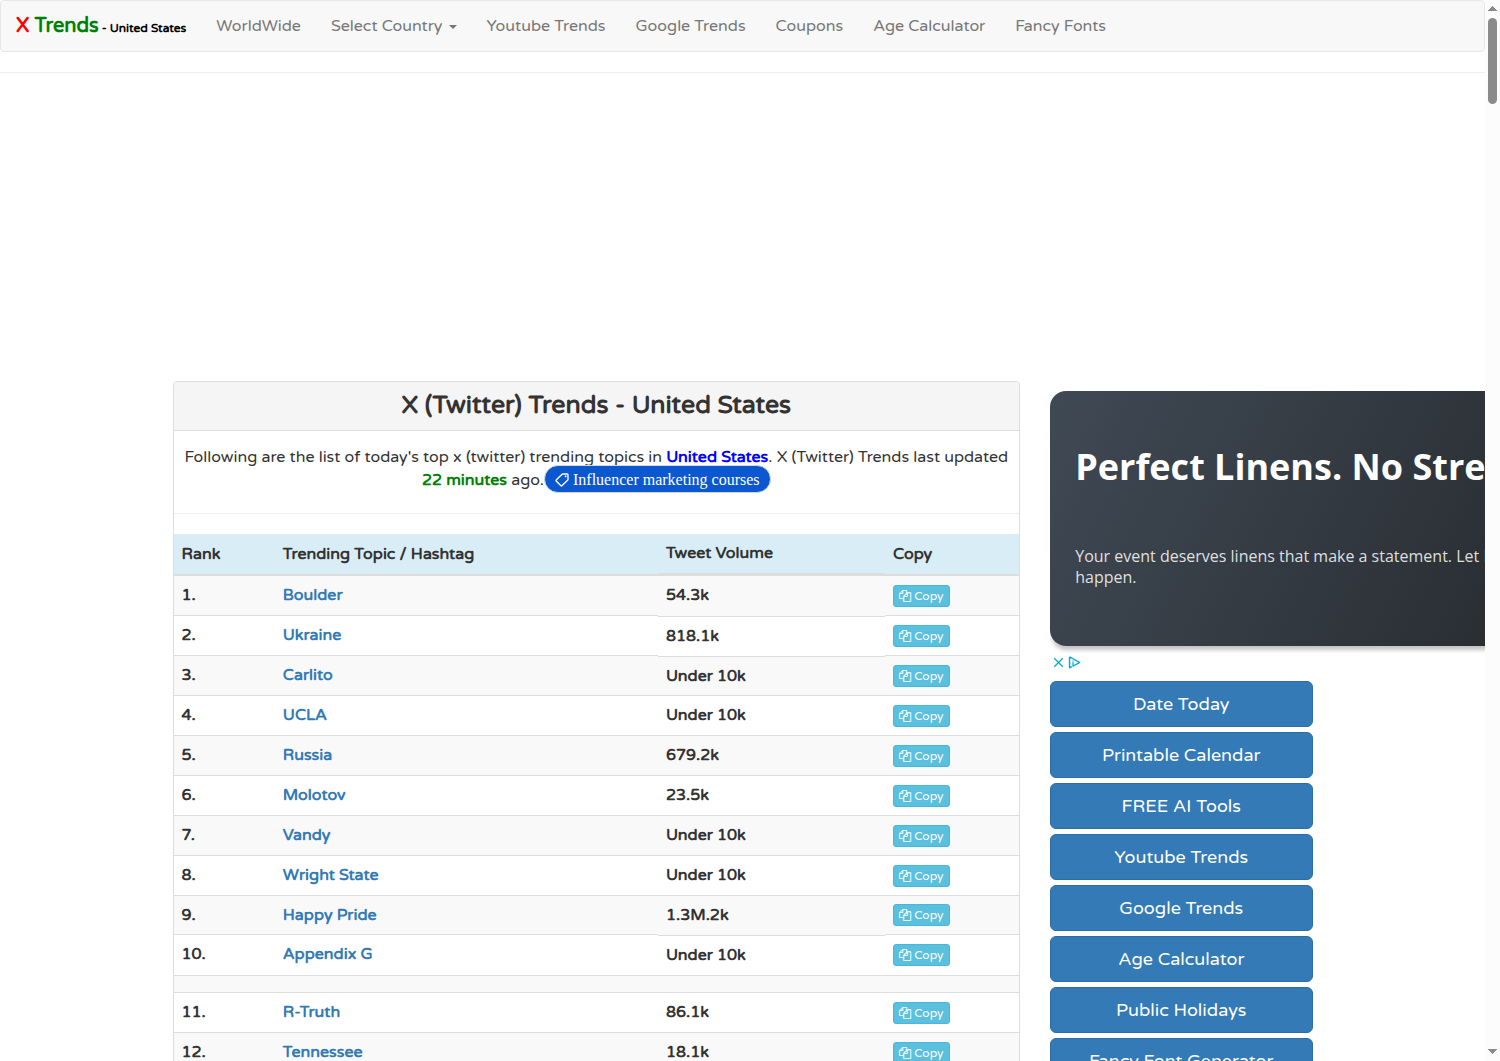 X Trends - United States
WorldWide
Select Country
Youtube Trends
Google Trends
Coupons
Age Calculator
Fancy Fonts
X (Twitter) Trends - United States
Following are the list of today's top x (twitter) trending topics in United States. X (Twitter) Trends last updated
22 minutes ago. Influencer marketing courses
Rank Trending Topic / Hashtag Tweet Volume Copy
1. Boulder 54.3k Copy
2. Ukraine 818.1k Copy
3. Carlito Under 10k Copy
4. UCLA Under 10k Copy
5. Russia 679.2k Copy
6. Molotov 23.5k Copy
7. Vandy Under 10k Copy
8. Wright State Under 10k Copy
9. Happy Pride 1.3M.2k Copy
10. Appendix G Under 10k Copy
11. R-Truth 86.1k Copy
12. Tennessee 18.1k Copy
Perfect Linens. No Stre
Your event deserves linens that make a statement. Let
happen.
Date Today
Printable Calendar
FREE AI Tools
Youtube Trends
Google Trends
Age Calculator
Public Holidays
Fancy Font Generator